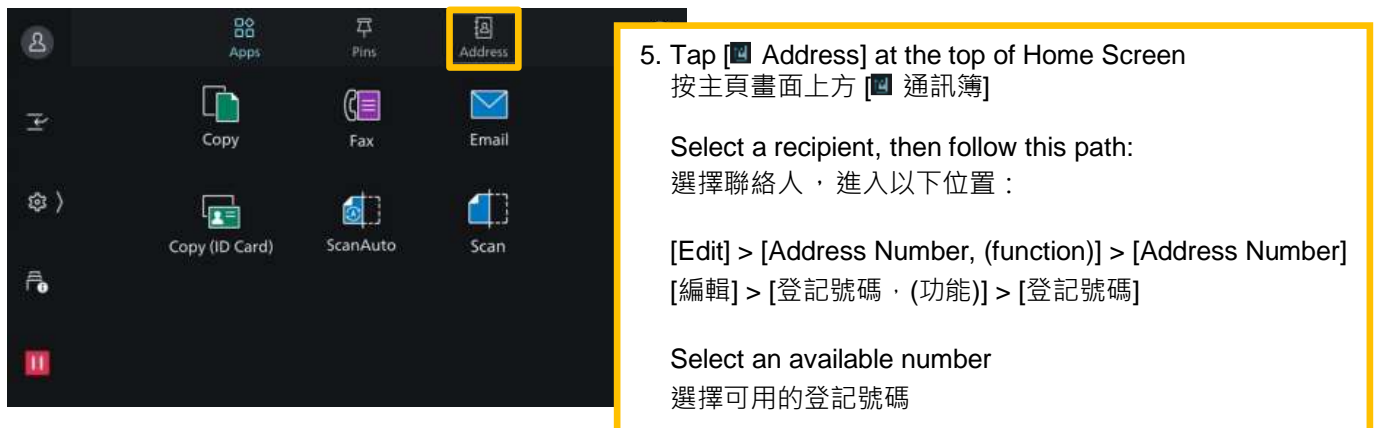 Apps
Pins
Address
Copy
Fax
Email
Copy (ID Card)
ScanAuto
Scan
5. Tap [ Address] at the top of Home Screen
按主頁畫面上方 [ 通訊簿]
Select a recipient, then follow this path:
選擇聯絡人，進入以下位置：
[Edit] > [Address Number, (function)] > [Address Number]
[編輯] > [登記號碼，(功能)] > [登記號碼]
Select an available number
選擇可用的登記號碼